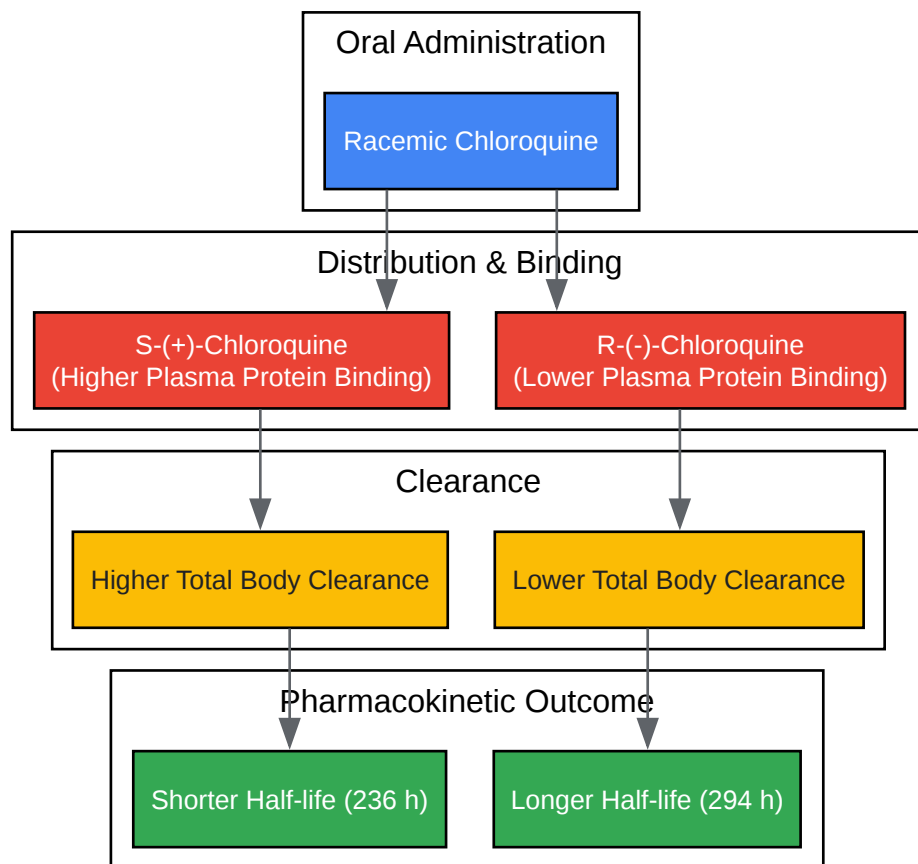 Oral Administration
Racemic Chloroquine
Distribution & Binding
S-(+)-Chloroquine
(Higher Plasma Protein Binding)
R-(-)-Chloroquine
(Lower Plasma Protein Binding)
Clearance
Higher Total Body Clearance
Lower Total Body Clearance
Pharmacokinetic Outcome
Shorter Half-life (236 h)
Longer Half-life (294 h)